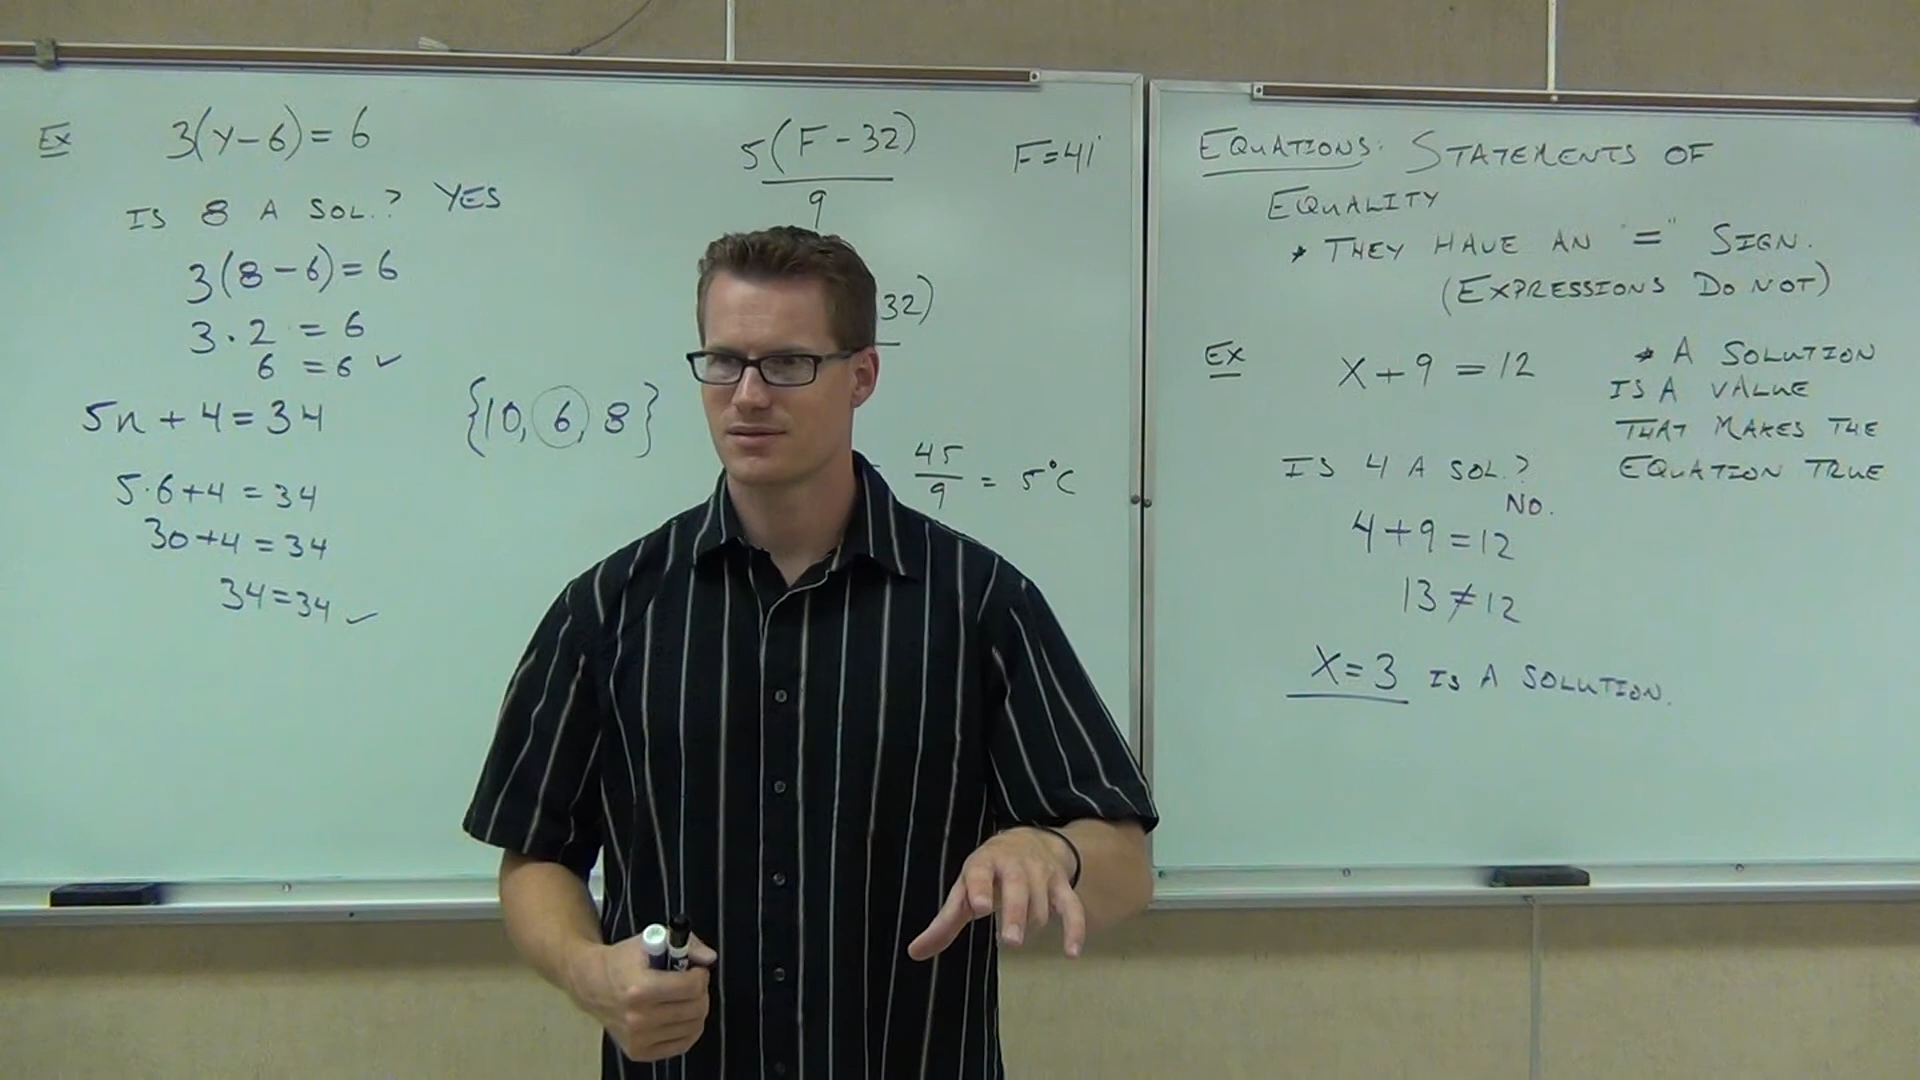 Ex 3(Y-6)=6
IS 8 A SOL.? YES
3(8-6)=6
3·2 = 6
6 = 6 ✓
5n+4=34
{10, 6, 8}
5·6+4=34
30+4=34
34=34 ✓
5(F-32)
9
F=41
32)
45
9
= 5°C
EQUATIONS: STATEMENTS OF
EQUALITY
* THEY HAVE AN "=" SIGN.
(EXPRESSIONS DO NOT)
EX X+9=12
IS 4 A SOL.?
NO.
4+9=12
13≠12
X=3 IS A SOLUTION.
* A SOLUTION
IS A VALUE
THAT MAKES THE
EQUATION TRUE